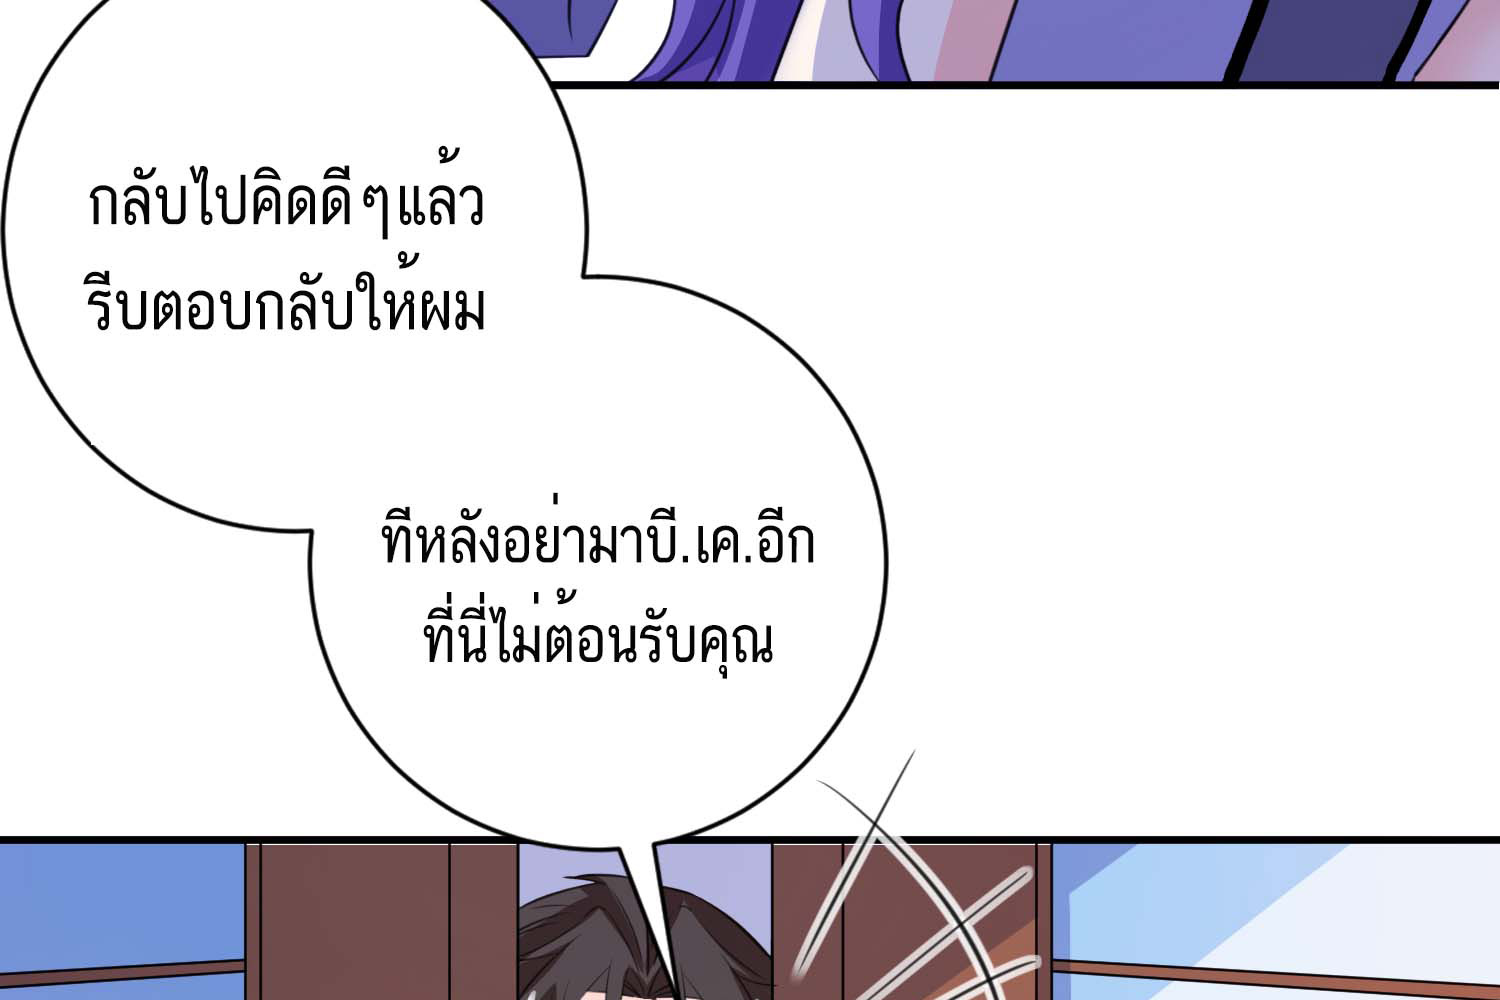 กลับไปคิดดีๆแล้ว
รีบตอบกลับให้ผม
ทีหลังอย่ามาบี.เค.อีก
ที่นี่ไม่ต้อนรับคุณ